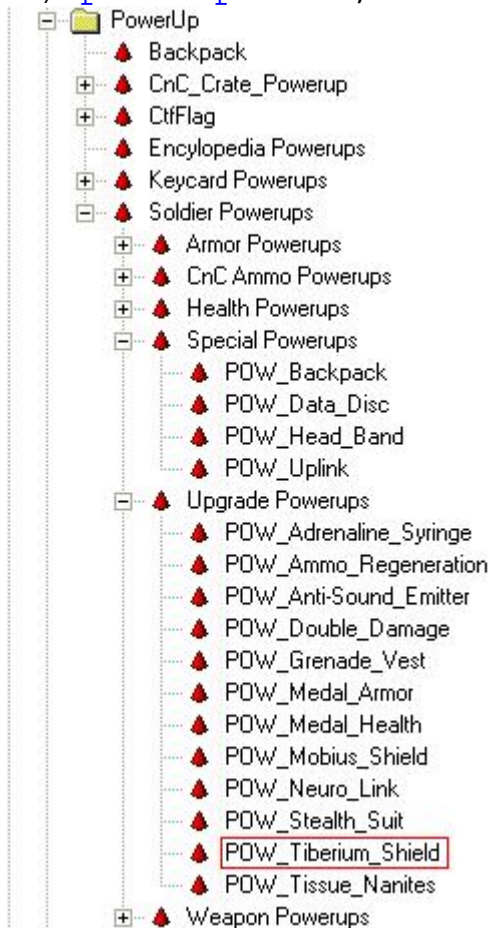 PowerUp
Backpack
CnC_Crate_Powerup
CtfFlag
Encylopedia Powerups
Keycard Powerups
Soldier Powerups
Armor Powerups
CnC Ammo Powerups
Health Powerups
Special Powerups
POW_Backpack
POW_Data_Disc
POW_Head_Band
POW_Uplink
Upgrade Powerups
POW_Adrenaline_Syringe
POW_Ammo_Regeneration
POW_Anti-Sound_Emitter
POW_Double_Damage
POW_Grenade_Vest
POW_Medal_Armor
POW_Medal_Health
POW_Mobius_Shield
POW_Neuro_Link
POW_Stealth_Suit
POW_Tiberium_Shield
POW_Tissue_Nanites
Weapon Powerups